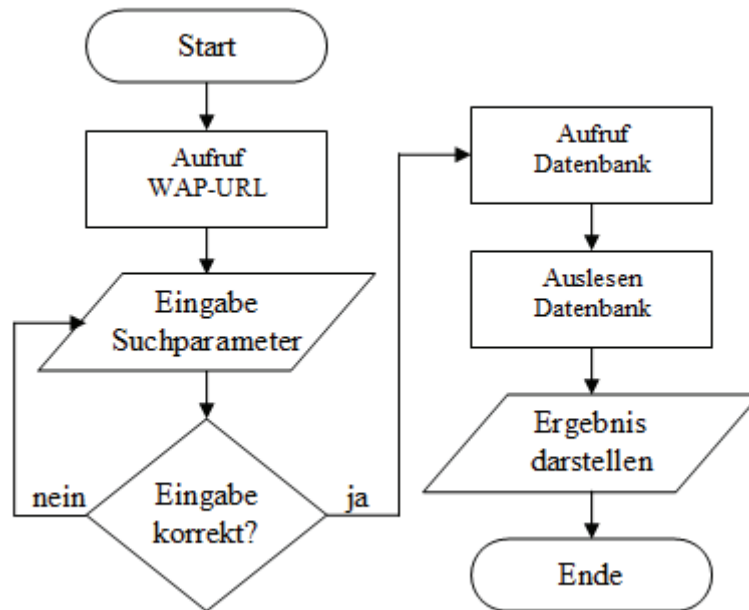 Start
Aufruf
WAP-URL
Eingabe
Suchparameter
Eingabe
korrekt?
nein
ja
Aufruf
Datenbank
Auslesen
Datenbank
Ergebnis
darstellen
Ende